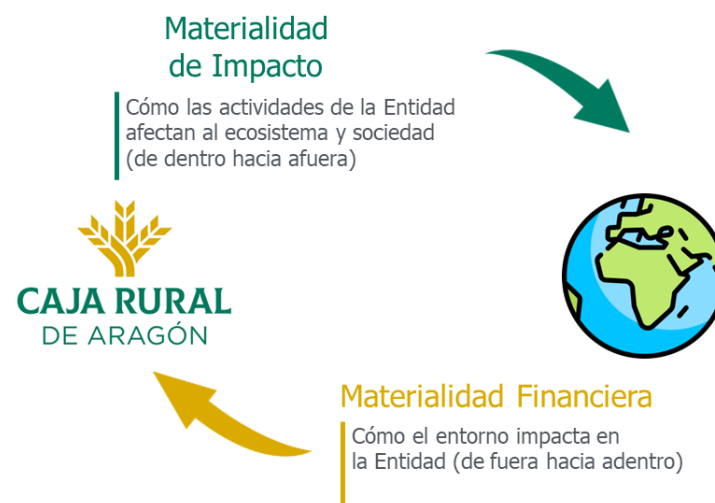 Materialidad
de Impacto
Cómo las actividades de la Entidad
afectan al ecosistema y sociedad
(de dentro hacia afuera)
CAJA RURAL
DE ARAGÓN
Materialidad Financiera
Cómo el entorno impacta en
la Entidad (de fuera hacia adentro)